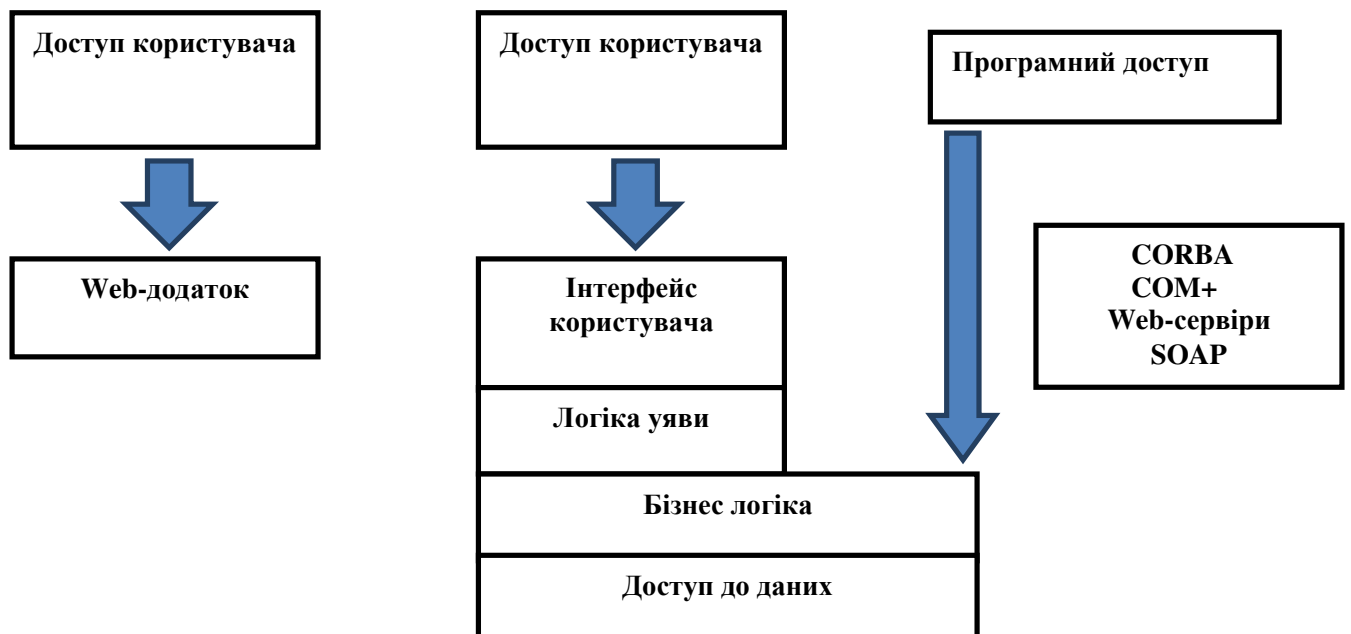 Доступ користувача
Доступ користувача
Програмний доступ
Web-додаток
Інтерфейс
користувача
Логіка уяви
Бізнес логіка
Доступ до даних
CORBA
COM+
Web-сервіри
SOAP